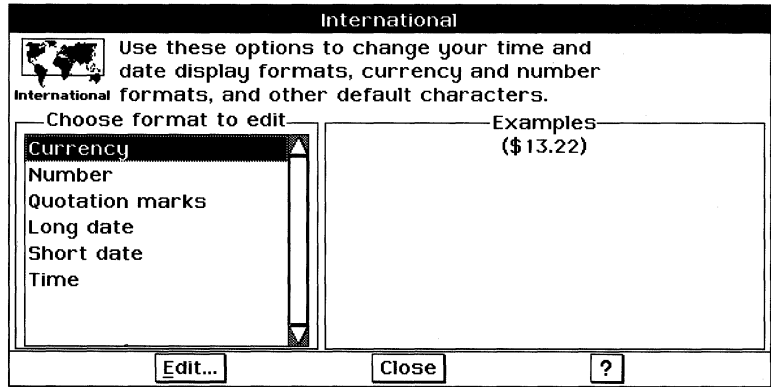 International
Use these options to change your time and
date display formats, currency and number
International formats, and other default characters.
Choose format to edit
Currency
Number
Quotation marks
Long date
Short date
Time
Examples
($13.22)
Edit...
Close
?